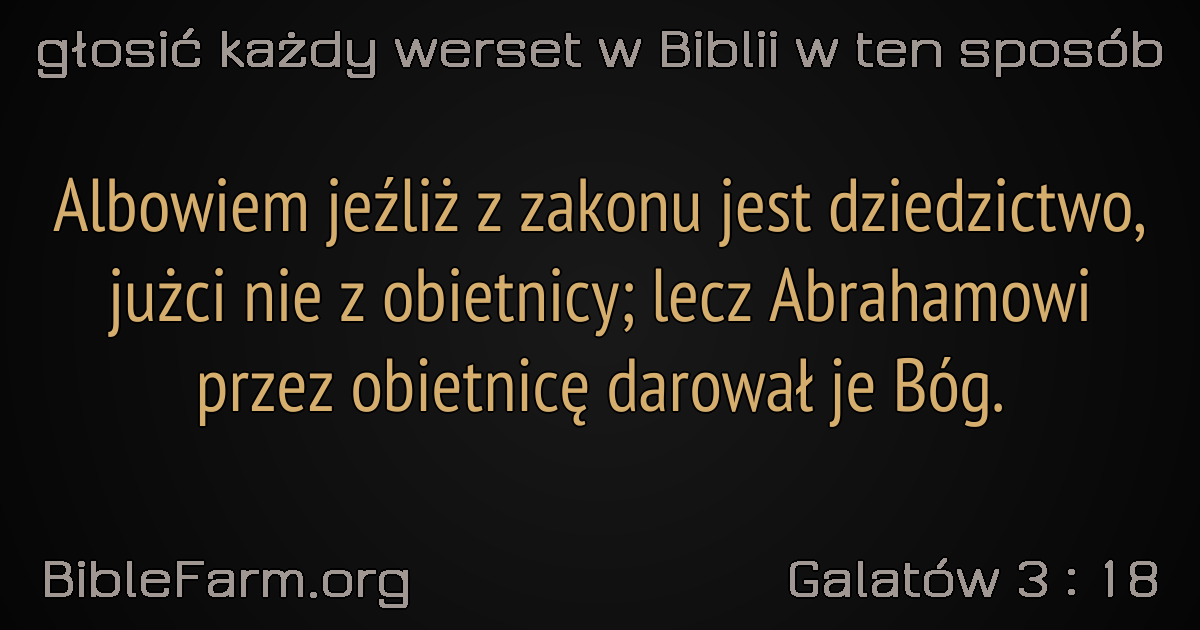 głosić każdy werset w Biblii w ten sposób
Albowiem jeźliż z zakonu jest dziedzictwo,
jużci nie z obietnicy; lecz Abrahamowi
przez obietnicę darował je Bóg.
BibleFarm.org
Galatów 3 : 18